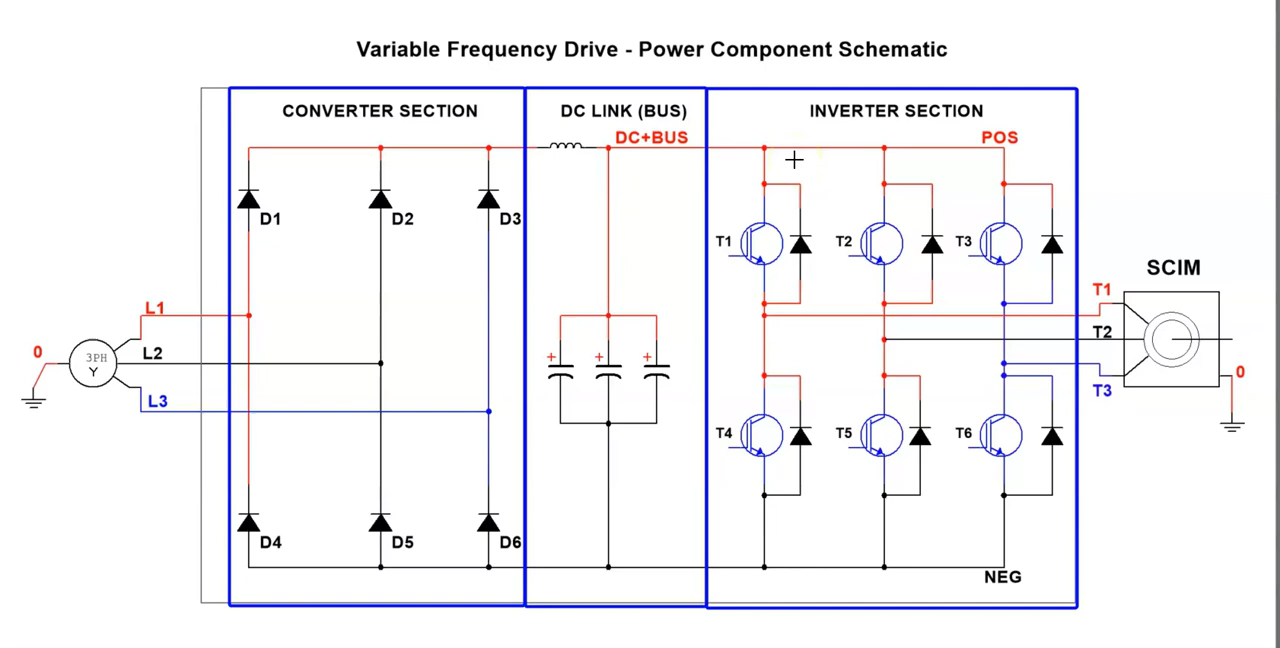 Variable Frequency Drive - Power Component Schematic
CONVERTER SECTION
DC LINK (BUS)
INVERTER SECTION
DC+BUS
POS
D1
D2
D3
T1
T2
T3
SCIM
T1
L1
T2
0
3PH
Y
L2
+
+
+
0
T3
L3
T4
T5
T6
D4
D5
D6
NEG